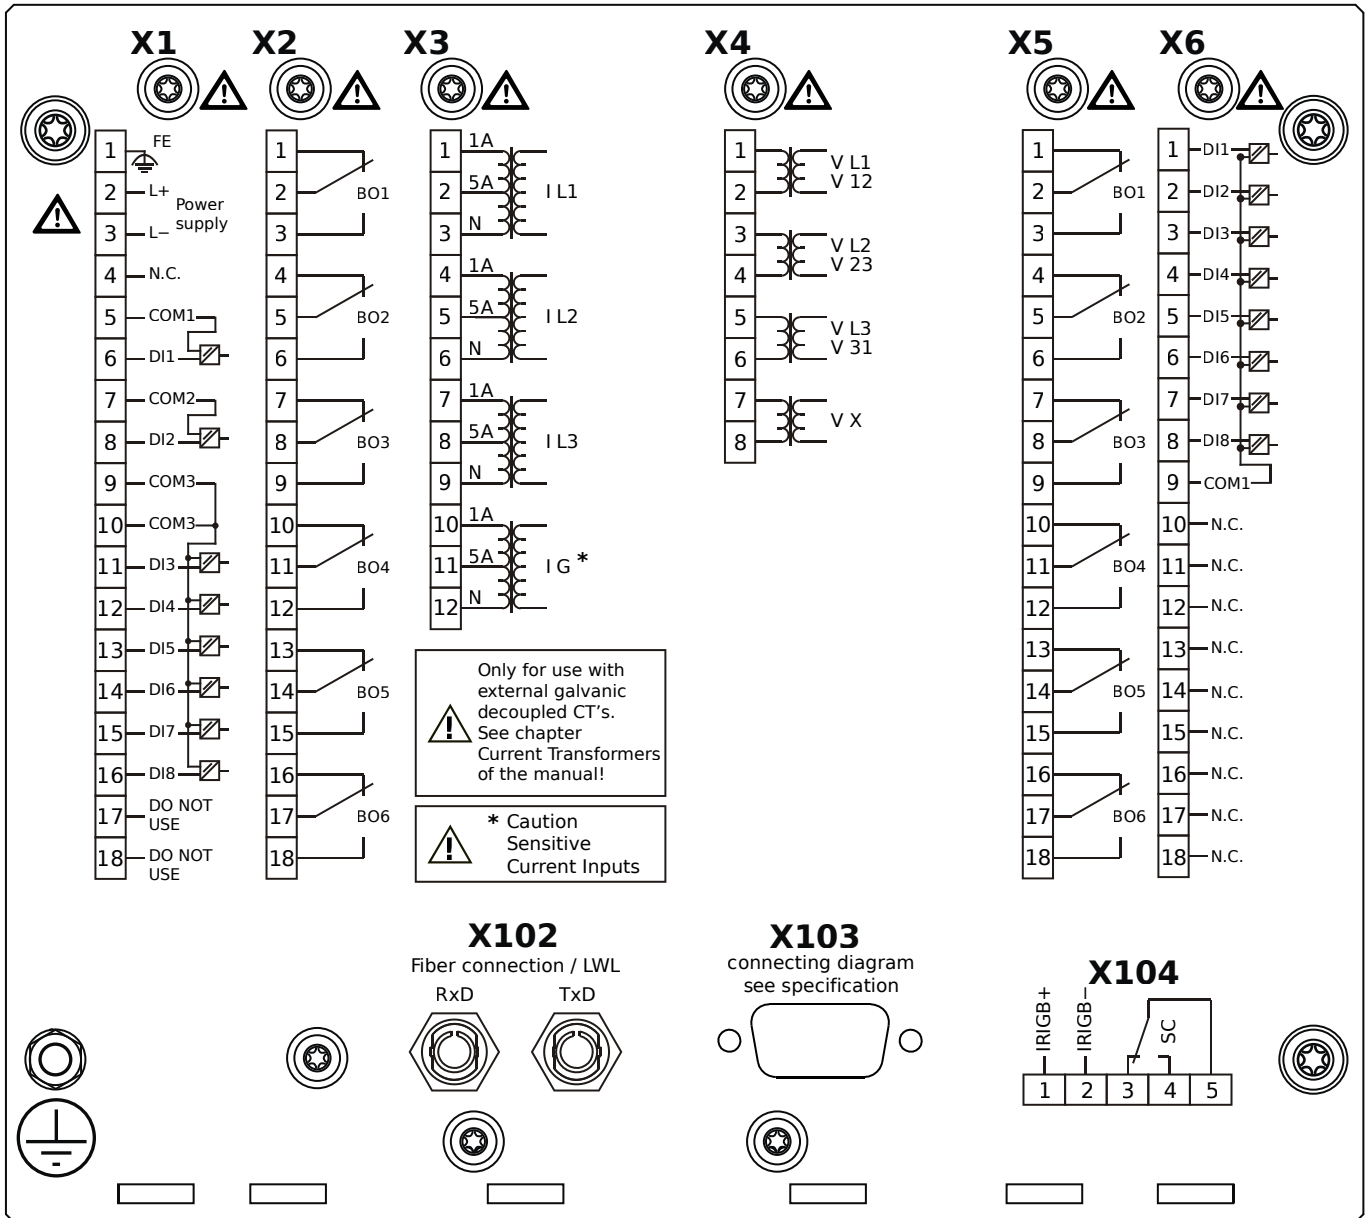 X1 X2 X3 X4 X5 X6
1 FE
2 L+
3 L−
Power
supply
4 N.C.
5 COM1
6 DI1
7 COM2
8 DI2
9 COM3
10 COM3
11 DI3
12 DI4
13 DI5
14 DI6
15 DI7
16 DI8
17 DO NOT
USE
18 DO NOT
USE
1
2 BO1
3
4
5 BO2
6
7
8 BO3
9
10
11 BO4
12
13
14 BO5
15
16
17 BO6
18
1 1A
2 5A I L1
3 N
4 1A
5 5A I L2
6 N
7 1A
8 5A I L3
9 N
10 1A
11 5A I G *
12 N
Only for use with
external galvanic
decoupled CT's.
See chapter
Current Transformers
of the manual!
* Caution
Sensitive
Current Inputs
1 V L1
2 V 12
3 V L2
4 V 23
5 V L3
6 V 31
7 V X
8
1
2 BO1
3
4
5 BO2
6
7
8 BO3
9
10
11 BO4
12
13
14 BO5
15
16
17 BO6
18
1 DI1
2 DI2
3 DI3
4 DI4
5 DI5
6 DI6
7 DI7
8 DI8
9 COM1
10 N.C.
11 N.C.
12 N.C.
13 N.C.
14 N.C.
15 N.C.
16 N.C.
17 N.C.
18 N.C.
X102
Fiber connection / LWL
RxD TxD
X103
connecting diagram
see specification
X104
IRIGB+
IRIGB−
SC
1 2 3 4 5